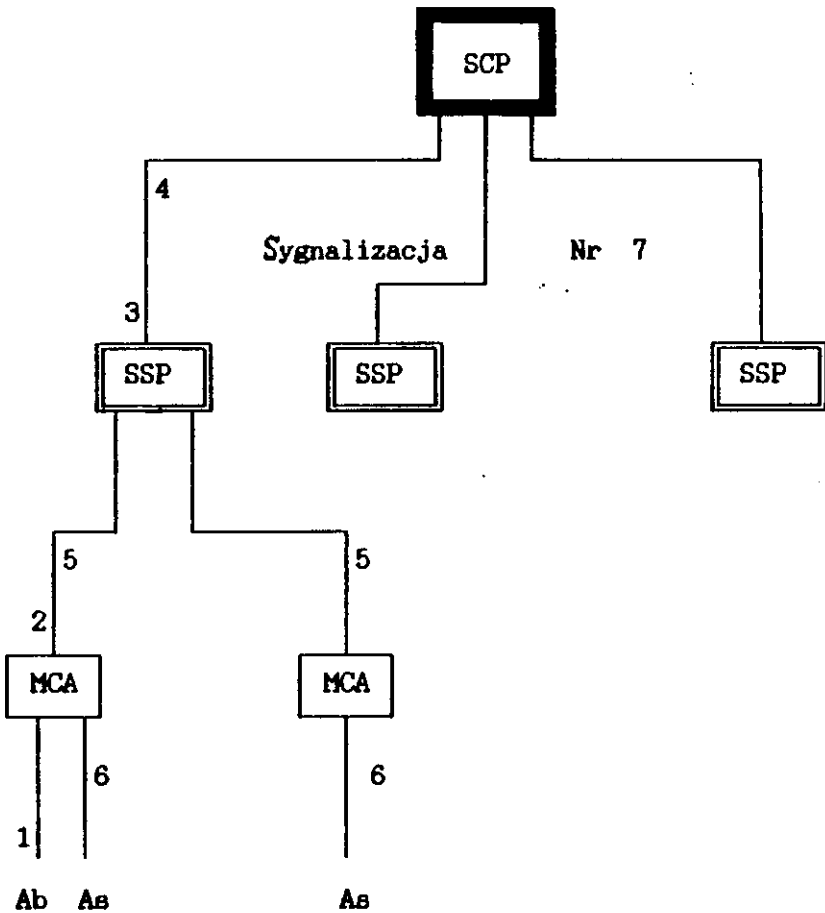 SCP
4
Sygnalizacja Nr 7
3
SSP SSP SSP
5 5
2
MCA MCA
6 6
1
Ab As As